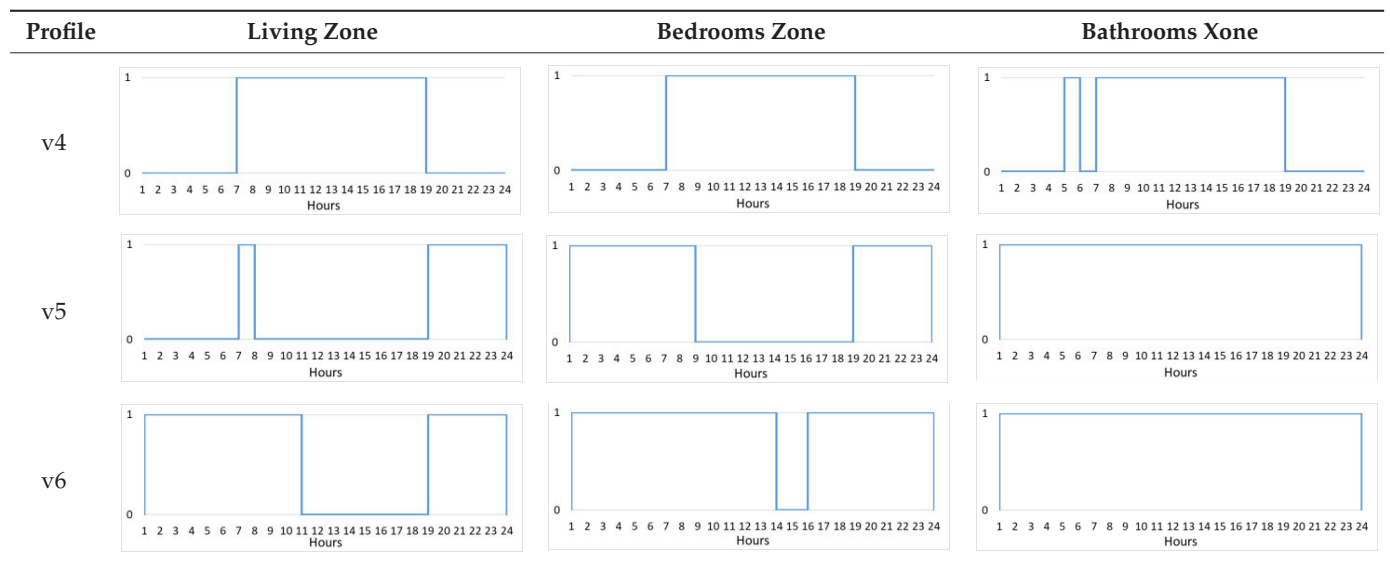 Profile Living Zone Bedrooms Zone Bathrooms Xone
v4
1
0
1 2 3 4 5 6 7 8 9 10 11 12 13 14 15 16 17 18 19 20 21 22 23 24
Hours
1
0
1 2 3 4 5 6 7 8 9 10 11 12 13 14 15 16 17 18 19 20 21 22 23 24
Hours
1
0
1 2 3 4 5 6 7 8 9 10 11 12 13 14 15 16 17 18 19 20 21 22 23 24
Hours
v5
1
0
1 2 3 4 5 6 7 8 9 10 11 12 13 14 15 16 17 18 19 20 21 22 23 24
Hours
1
0
1 2 3 4 5 6 7 8 9 10 11 12 13 14 15 16 17 18 19 20 21 22 23 24
Hours
1
0
1 2 3 4 5 6 7 8 9 10 11 12 13 14 15 16 17 18 19 20 21 22 23 24
Hours
v6
1
0
1 2 3 4 5 6 7 8 9 10 11 12 13 14 15 16 17 18 19 20 21 22 23 24
Hours
1
0
1 2 3 4 5 6 7 8 9 10 11 12 13 14 15 16 17 18 19 20 21 22 23 24
Hours
1
0
1 2 3 4 5 6 7 8 9 10 11 12 13 14 15 16 17 18 19 20 21 22 23 24
Hours